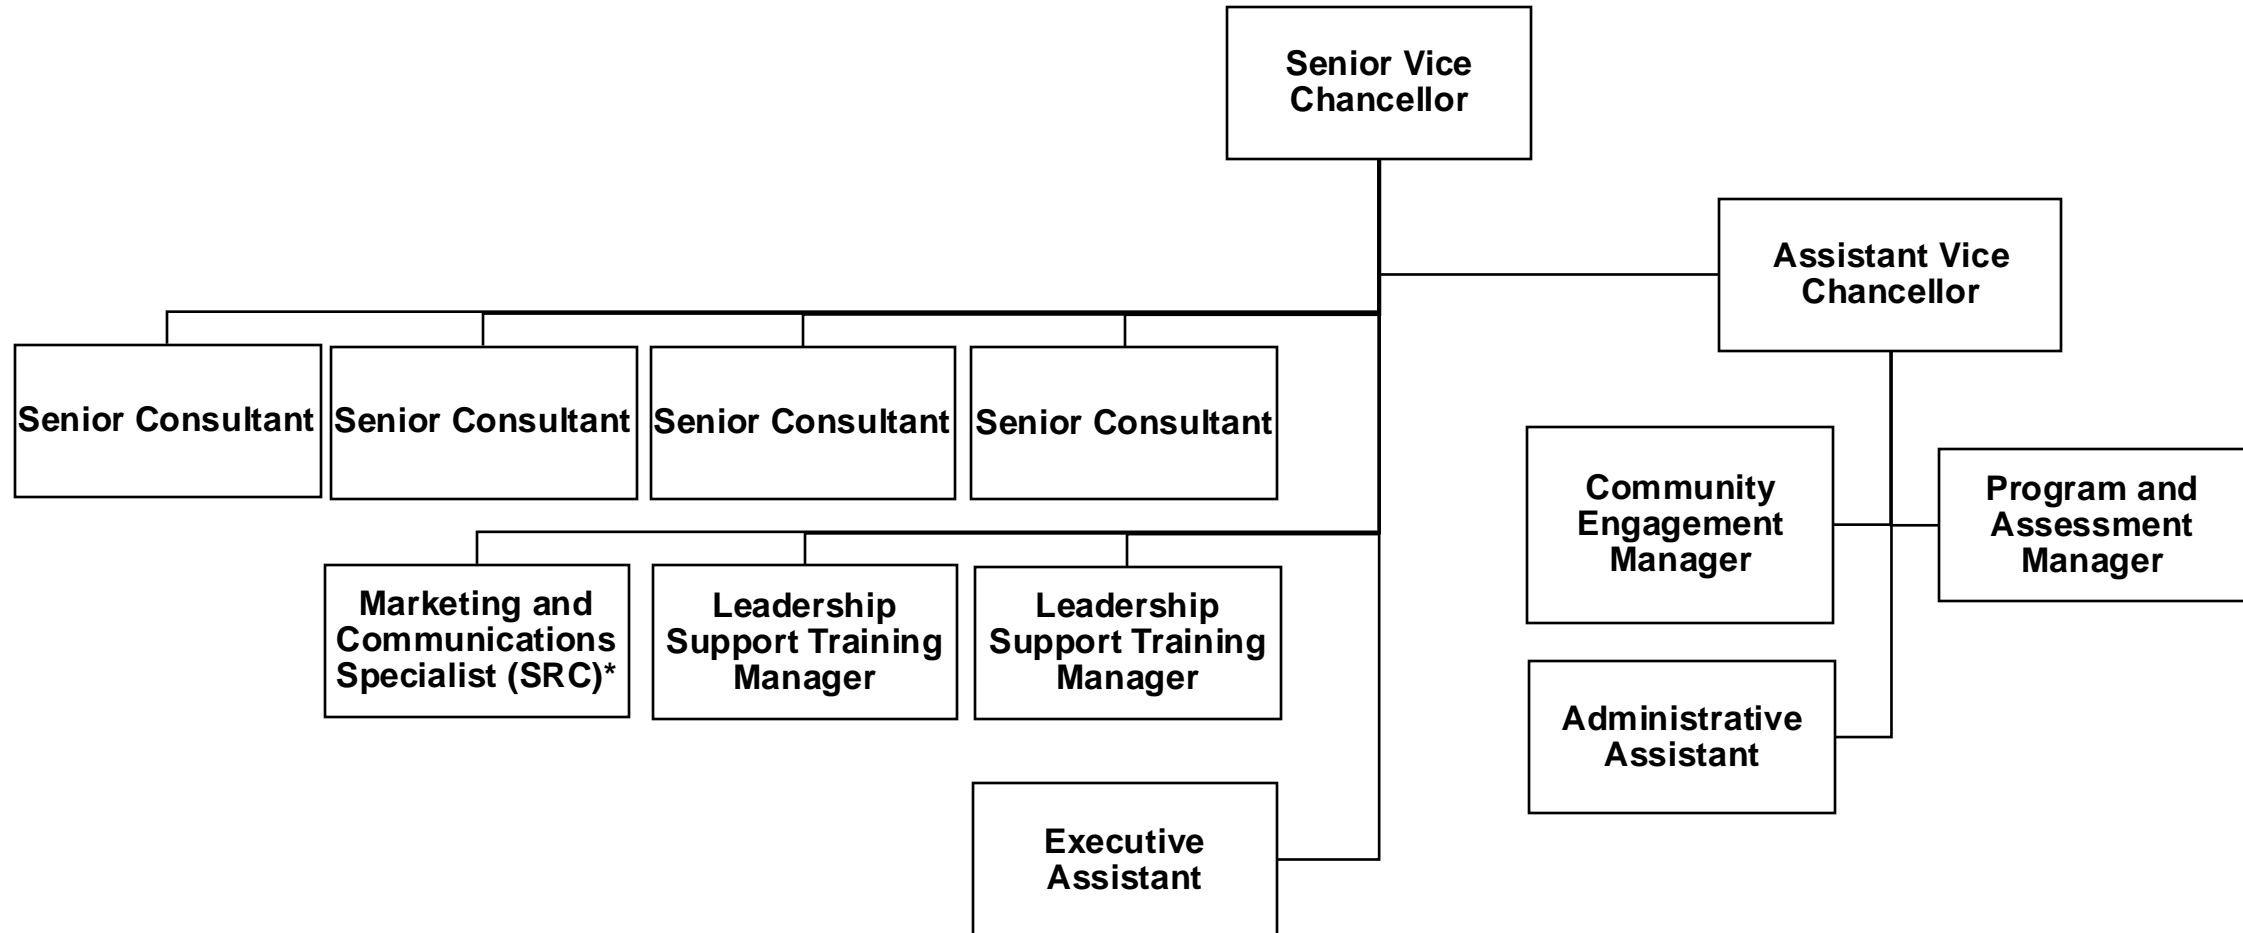 Senior Vice
Chancellor
Assistant Vice
Chancellor
Senior Consultant
Senior Consultant
Senior Consultant
Senior Consultant
Community
Engagement
Manager
Program and
Assessment
Manager
Marketing and
Communications
Specialist (SRC)*
Leadership
Support Training
Manager
Leadership
Support Training
Manager
Administrative
Assistant
Executive
Assistant